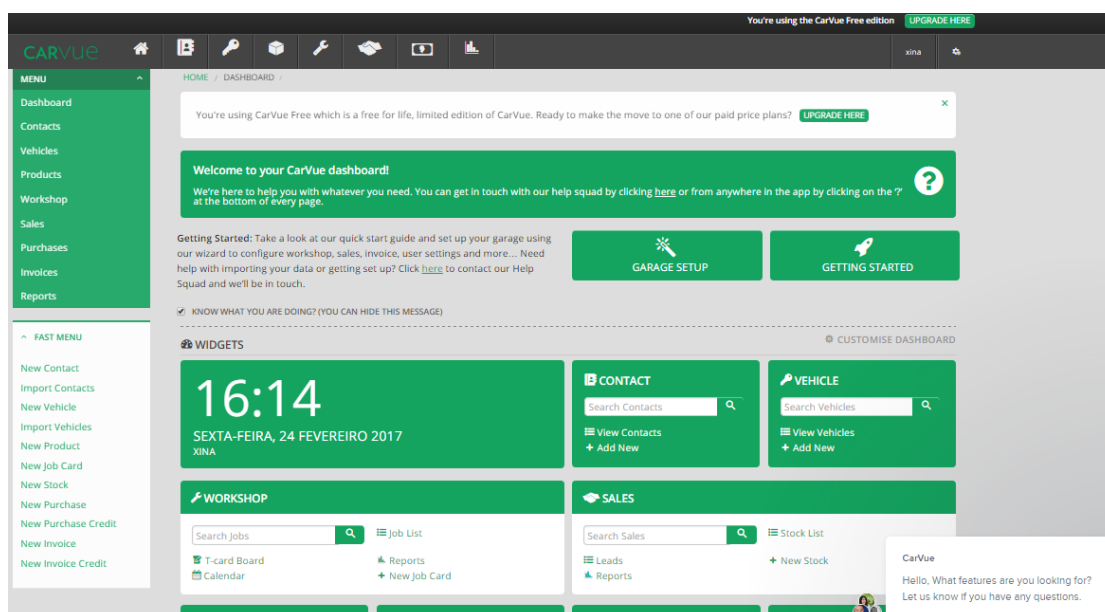 You're using the CarVue Free edition UPGRADE HERE
CARVUE
xina
MENU
Dashboard
Contacts
Vehicles
Products
Workshop
Sales
Purchases
Invoices
Reports
FAST MENU
New Contact
Import Contacts
New Vehicle
Import Vehicles
New Product
New Job Card
New Stock
New Purchase
New Purchase Credit
New Invoice
New Invoice Credit
HOME / DASHBOARD /
You're using CarVue Free which is a free for life, limited edition of CarVue. Ready to make the move to one of our paid price plans? UPGRADE HERE
×
Welcome to your CarVue dashboard!
We're here to help you with whatever you need. You can get in touch with our help squad by clicking here or from anywhere in the app by clicking on the '?'
at the bottom of every page.
?
Getting Started: Take a look at our quick start guide and set up your garage using
our wizard to configure workshop, sales, invoice, user settings and more... Need
help with importing your data or getting set up? Click here to contact our Help
Squad and we'll be in touch.
GARAGE SETUP
GETTING STARTED
KNOW WHAT YOU ARE DOING? (YOU CAN HIDE THIS MESSAGE)
WIDGETS
CUSTOMISE DASHBOARD
16:14
SEXTA-FEIRA, 24 FEVEREIRO 2017
XINA
CONTACT
Search Contacts
View Contacts
+ Add New
VEHICLE
Search Vehicles
View Vehicles
+ Add New
WORKSHOP
Search Jobs
Job List
T-card Board
Reports
Calendar
+ New Job Card
SALES
Search Sales
Stock List
Leads
+ New Stock
Reports
CarVue
Hello, What features are you looking for?
Let us know if you have any questions.